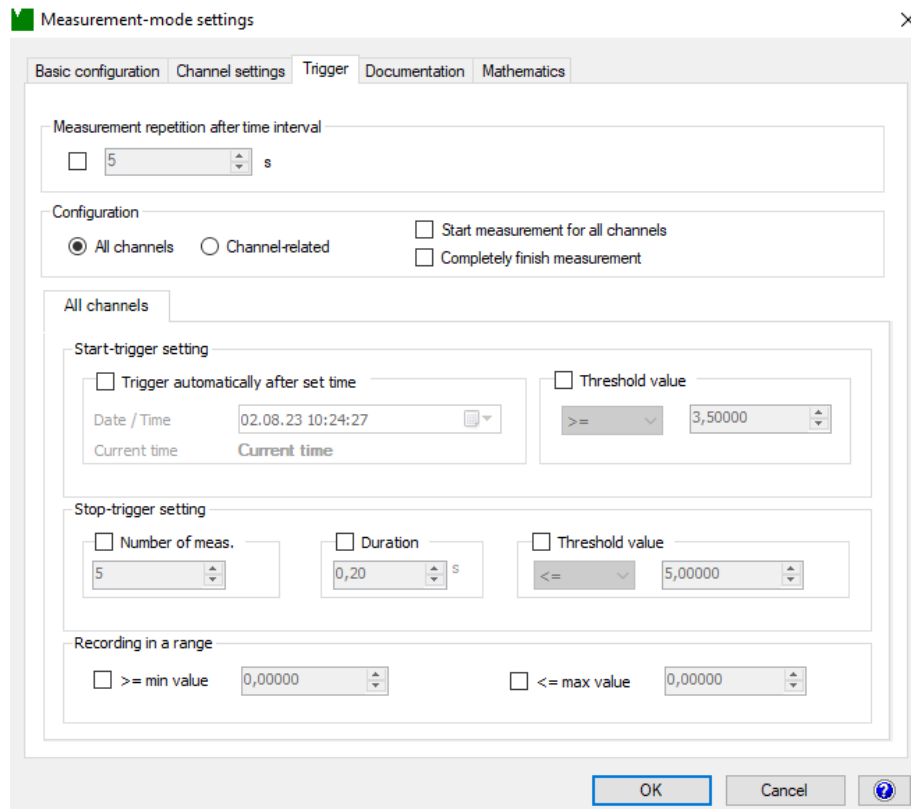 Measurement-mode settings
Basic configuration Channel settings Trigger Documentation Mathematics
Measurement repetition after time interval
5 s
Configuration
All channels Channel-related
Start measurement for all channels
Completely finish measurement
All channels
Start-trigger setting
Trigger automatically after set time
Date / Time 02.08.23 10:24:27
Current time Current time
Threshold value
>= 3,50000
Stop-trigger setting
Number of meas.
5
Duration
0,20 s
Threshold value
<= 5,00000
Recording in a range
>= min value 0,00000 <= max value 0,00000
OK Cancel ?